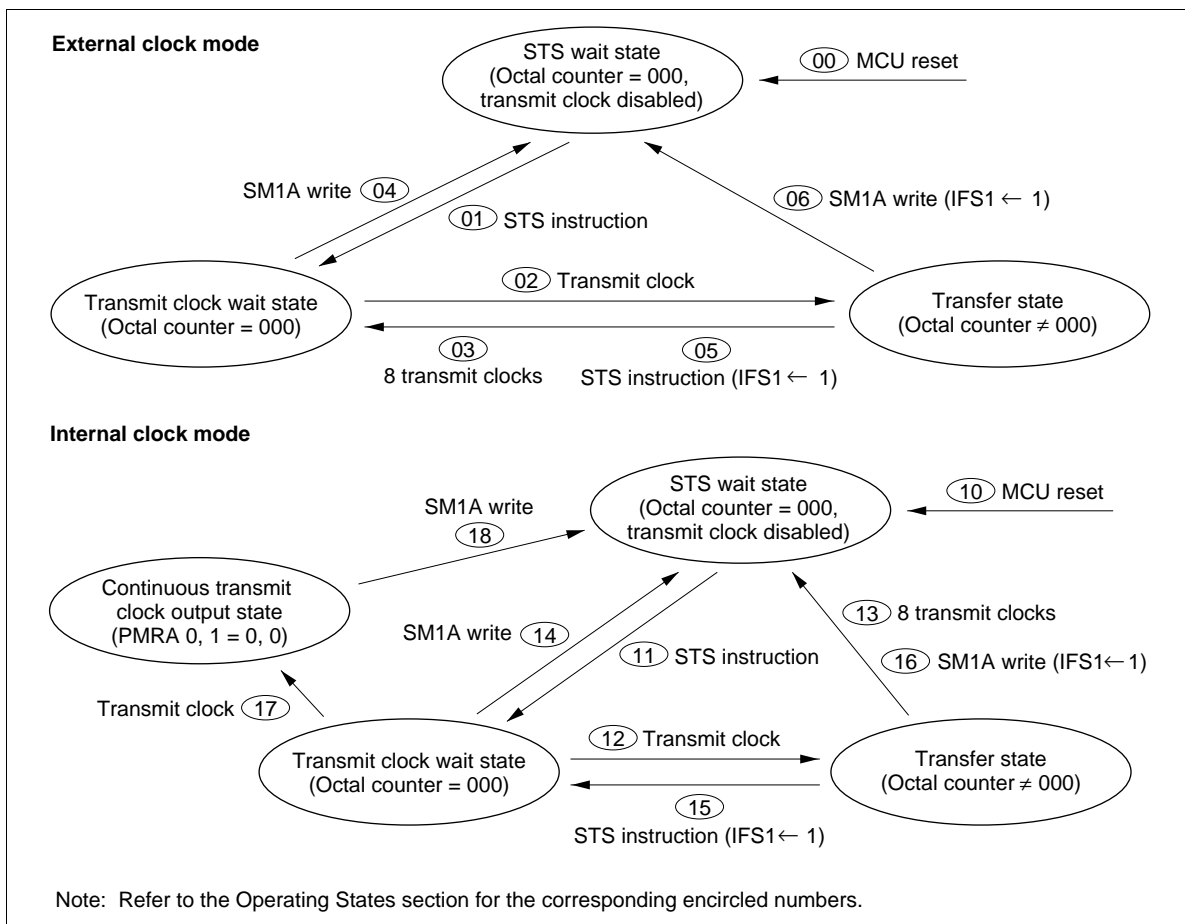 External clock mode
STS wait state
(Octal counter = 000,
transmit clock disabled)
00 MCU reset
SM1A write 04
01 STS instruction
06 SM1A write (IFS1 ← 1)
Transmit clock wait state
(Octal counter = 000)
02 Transmit clock
Transfer state
(Octal counter ≠ 000)
03
8 transmit clocks
05
STS instruction (IFS1 ← 1)
Internal clock mode
STS wait state
(Octal counter = 000,
transmit clock disabled)
10 MCU reset
SM1A write
18
Continuous transmit
clock output state
(PMRA 0, 1 = 0, 0)
SM1A write 14
11 STS instruction
13 8 transmit clocks
16 SM1A write (IFS1 ← 1)
Transmit clock 17
Transmit clock wait state
(Octal counter = 000)
12 Transmit clock
Transfer state
(Octal counter ≠ 000)
15
STS instruction (IFS1 ← 1)
Note: Refer to the Operating States section for the corresponding encircled numbers.